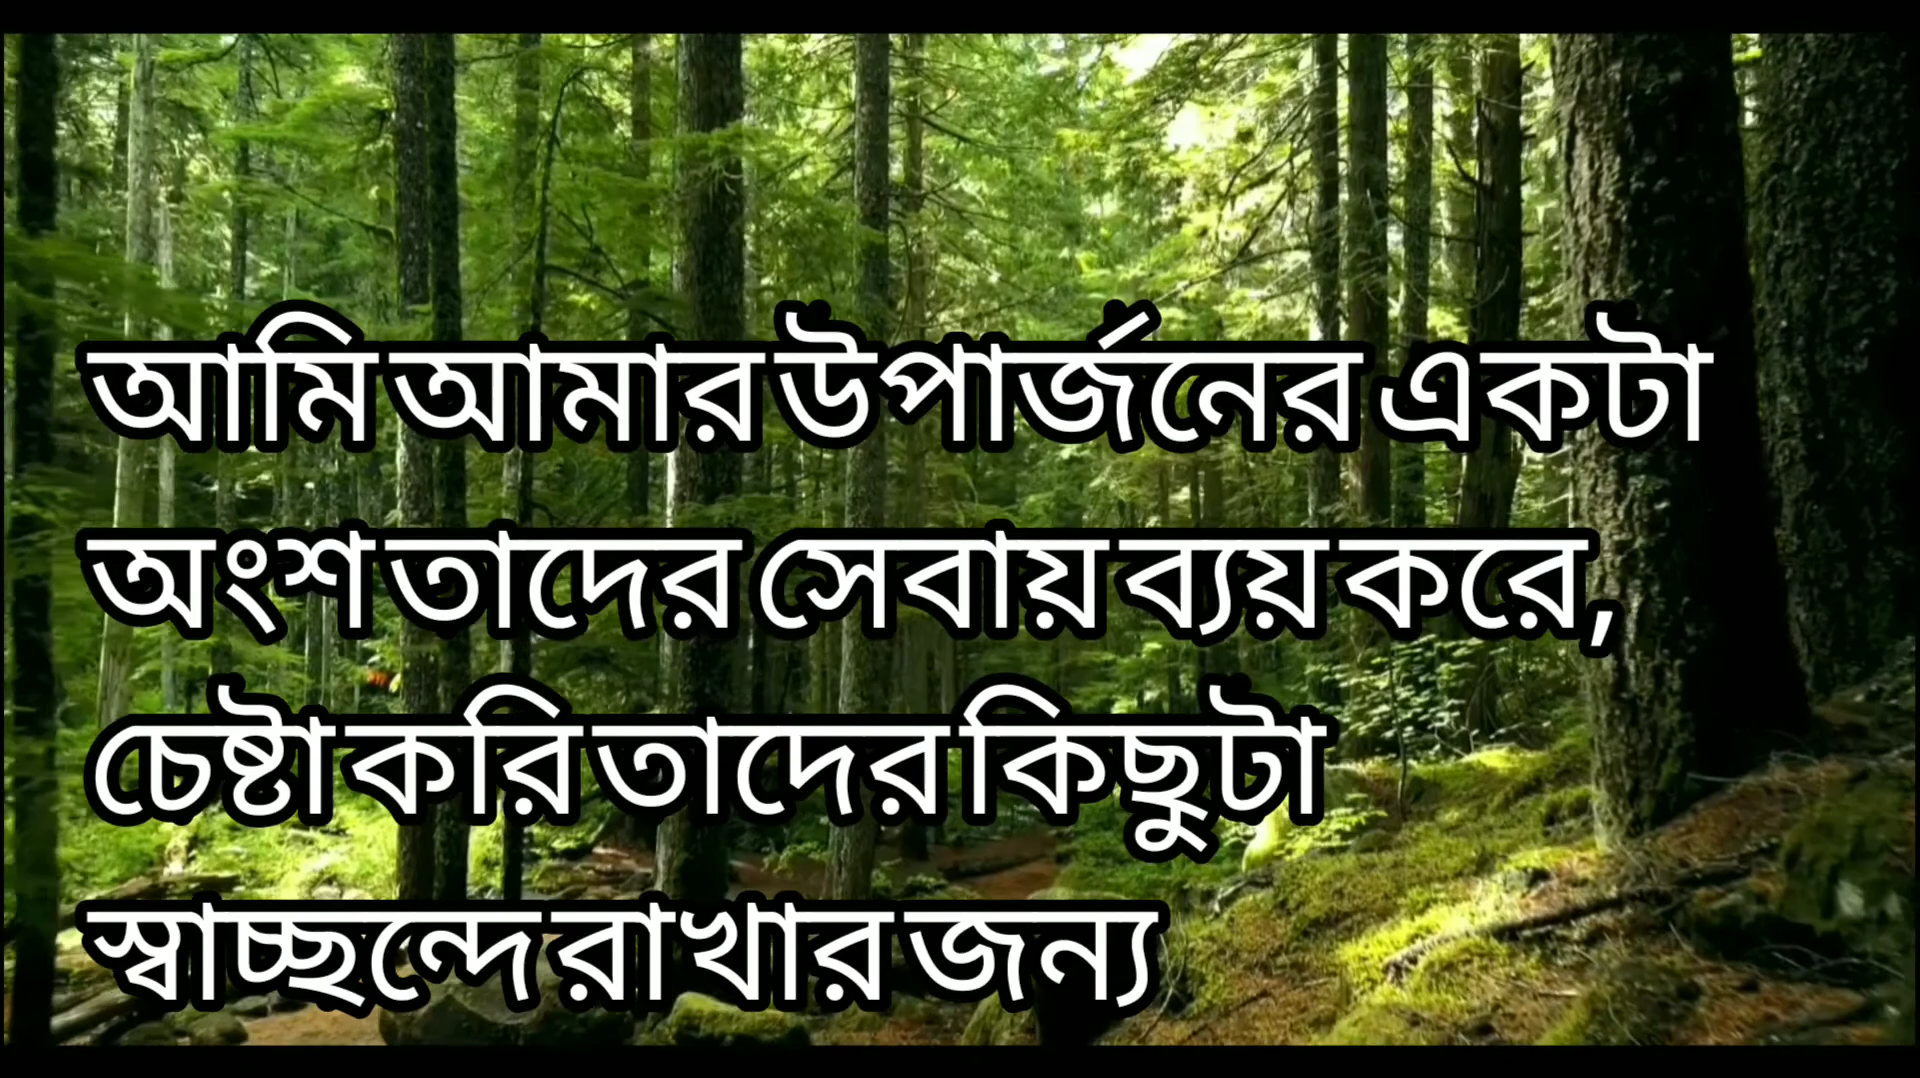 আমি আমার উপার্জনের একটা
অংশ তাদের সেবায় ব্যয় করে,
চেষ্টা করি তাদের কিছুটা
স্বাচ্ছন্দে রাখার জন্য